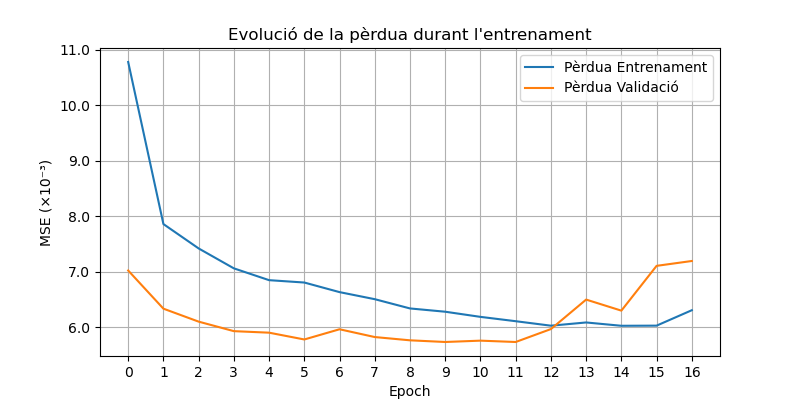 Evolució de la pèrdua durant l'entrenament
Pèrdua Entrenament
Pèrdua Validació
MSE (×10⁻³)
11.0
10.0
9.0
8.0
7.0
6.0
0 1 2 3 4 5 6 7 8 9 10 11 12 13 14 15 16
Epoch